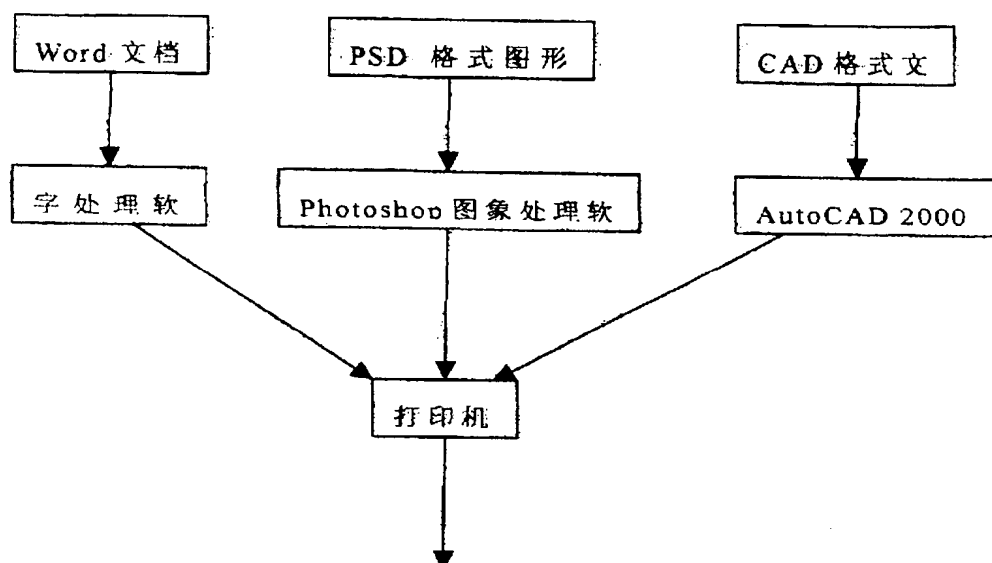 Word 文档
PSD 格式图形
CAD 格式文
字处理软
Photoshop 图象处理软
AutoCAD 2000
打印机